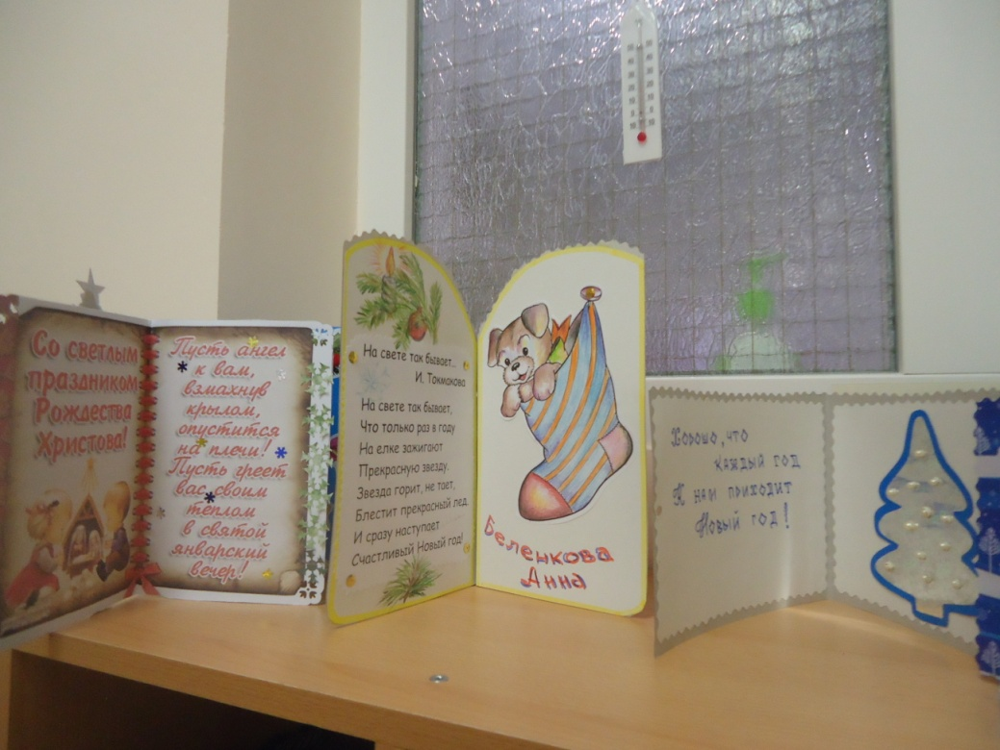 Со светлым
праздником
Рождества
Христова!
Пусть ангел
к вам,
взмахнув
крылом,
опустится
на плечи!
Пусть греет
вас своим
теплом
в святой
январский
вечер!
На свете так бывает...
И. Токмакова
На свете так бывает,
Что только раз в году
На елке зажигают
Прекрасную звезду.
Звезда горит, не тает,
Блестит прекрасный лед.
И сразу наступает
Счастливый Новый год!
Беленкова
Анна
Хорошо, что
каждый год
К нам приходит
Новый год!